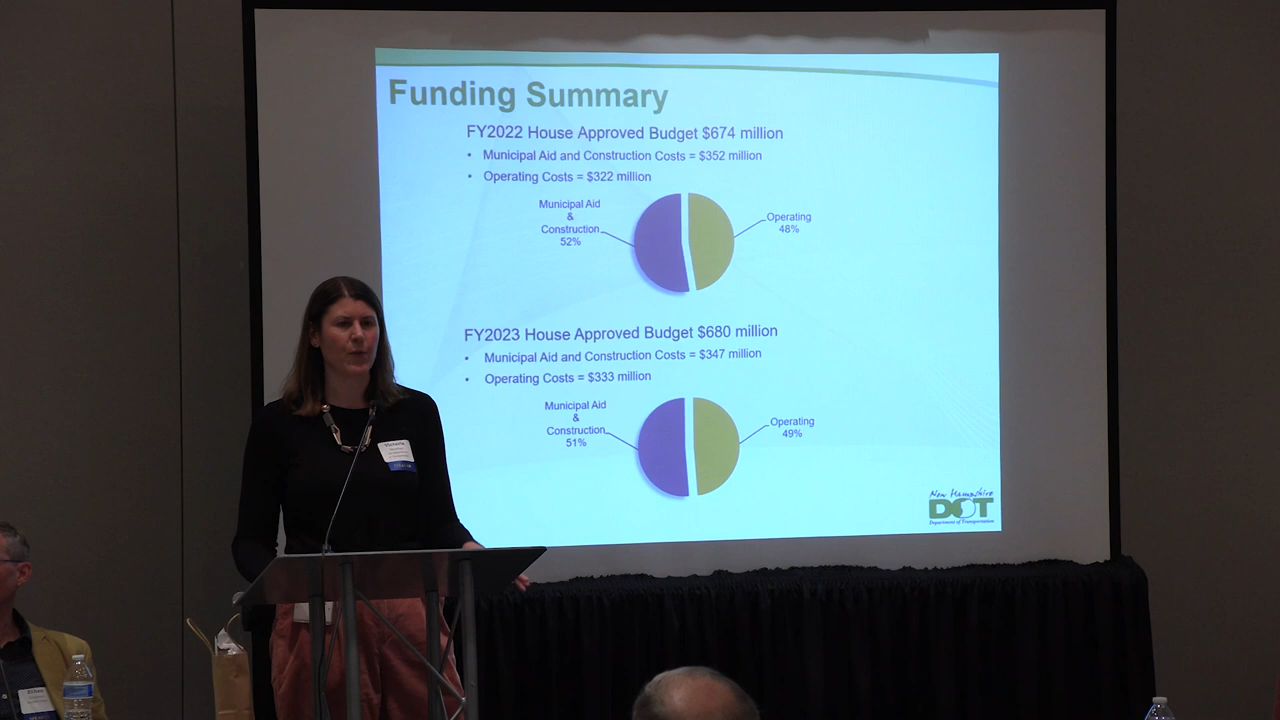 Funding Summary
FY2022 House Approved Budget $674 million
• Municipal Aid and Construction Costs = $352 million
• Operating Costs = $322 million
Municipal Aid
&
Construction
52%
Operating
48%
FY2023 House Approved Budget $680 million
• Municipal Aid and Construction Costs = $347 million
• Operating Costs = $333 million
Municipal Aid
&
Construction
51%
Operating
49%
New Hampshire
DOT
Department of Transportation
Victoria